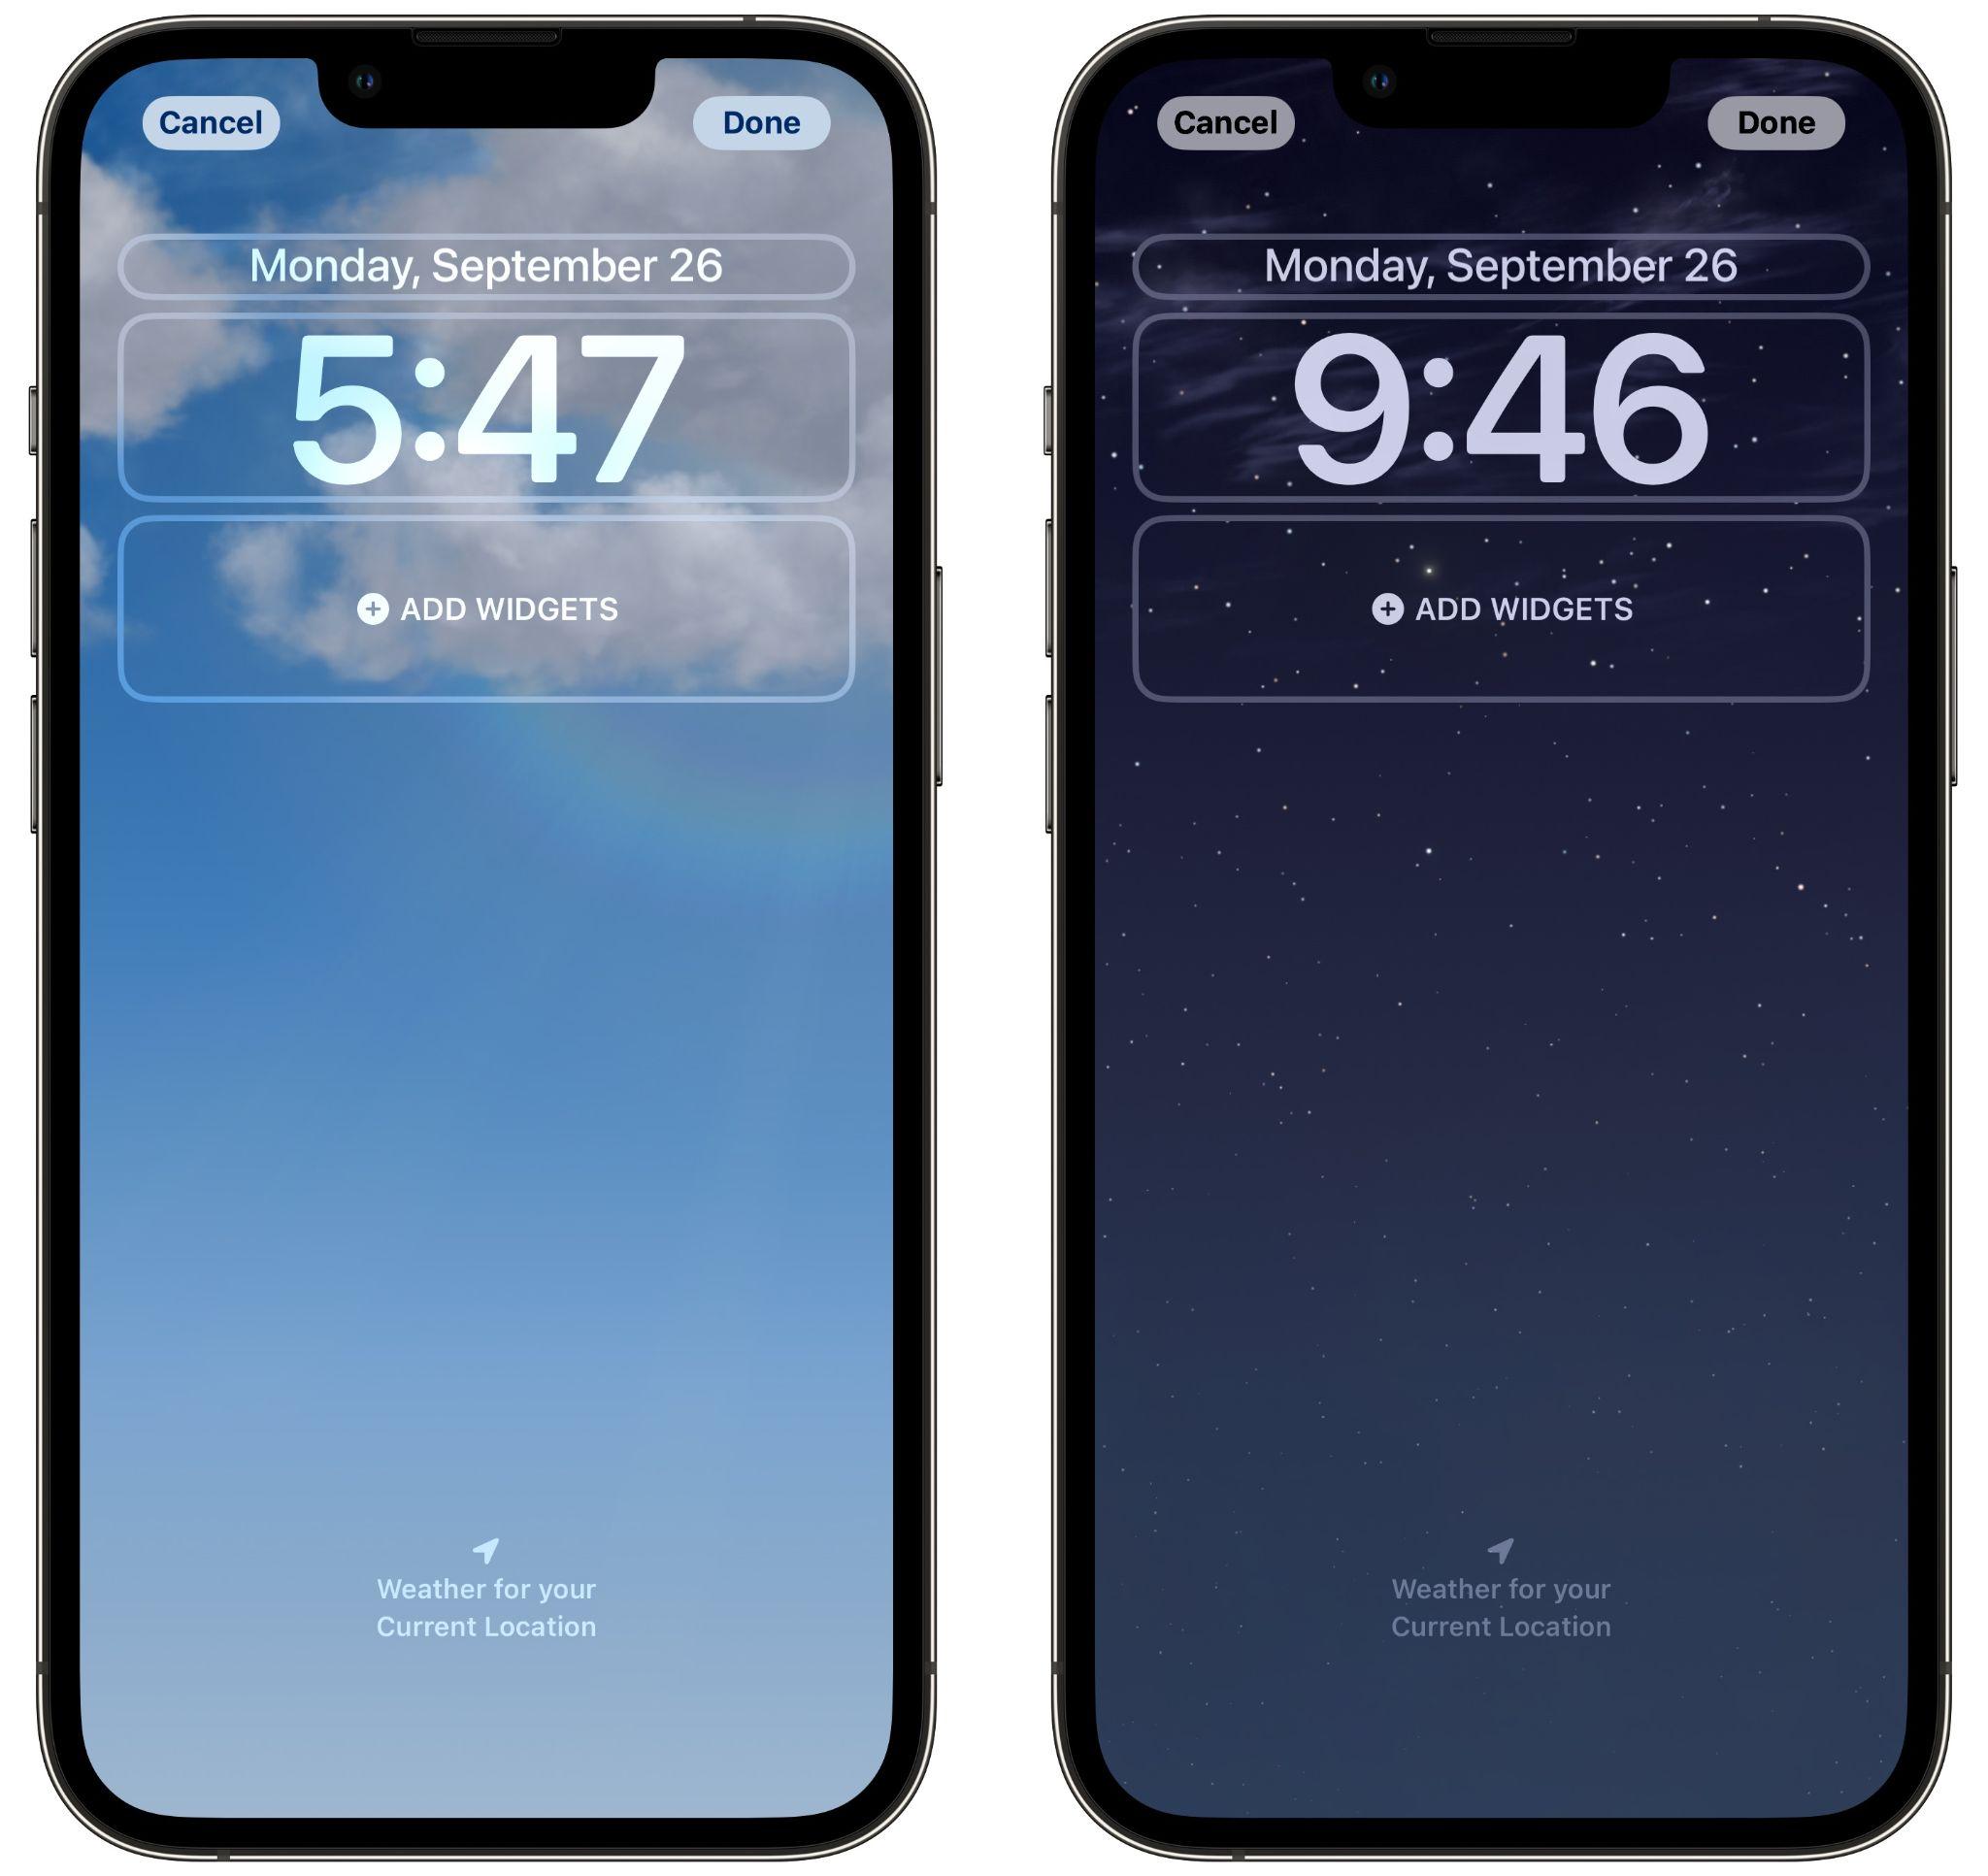 Cancel
Done
Monday, September 26
5:47
ADD WIDGETS
Weather for your
Current Location
Cancel
Done
Monday, September 26
9:46
ADD WIDGETS
Weather for your
Current Location